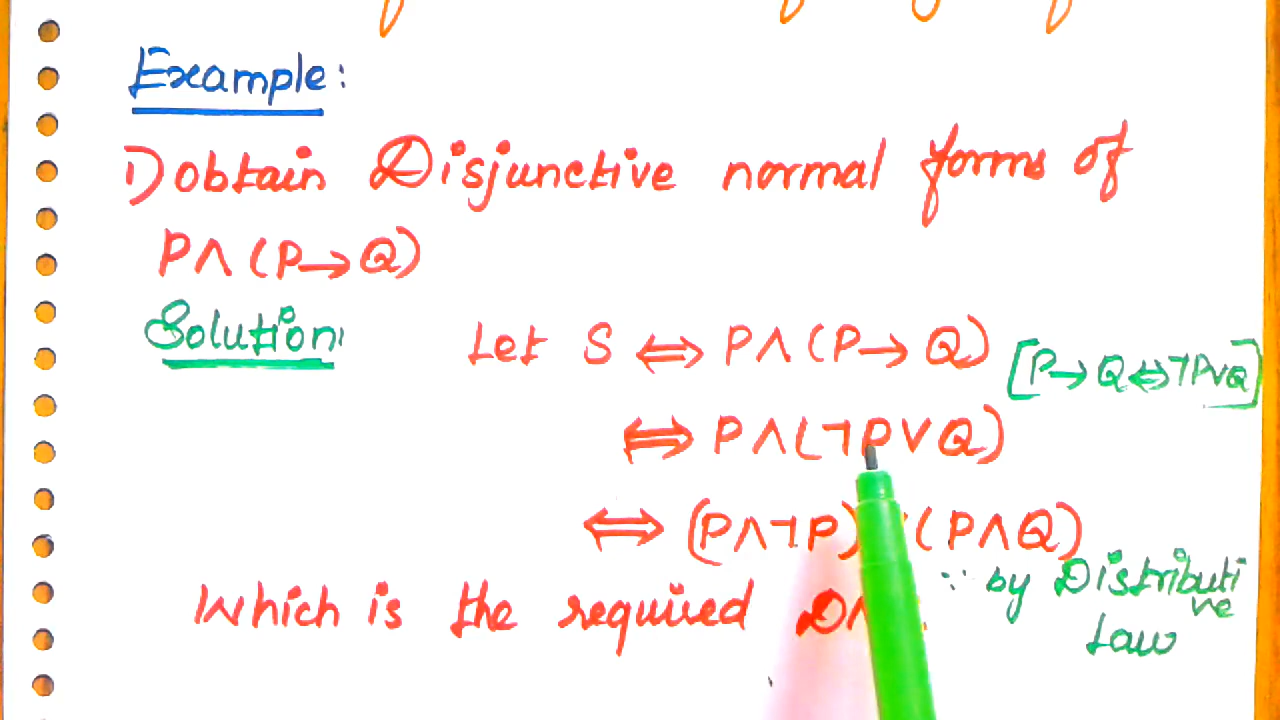 Example:
1) obtain Disjunctive normal forms of
P∧(P→Q)
Solution:
Let S ⇔ P∧(P→Q)
[P→Q⇔¬P∨Q]
⇔ P∧(¬P∨Q)
⇔ (P∧¬P) (P∧Q)
∵ by Distributive
Law
Which is the required